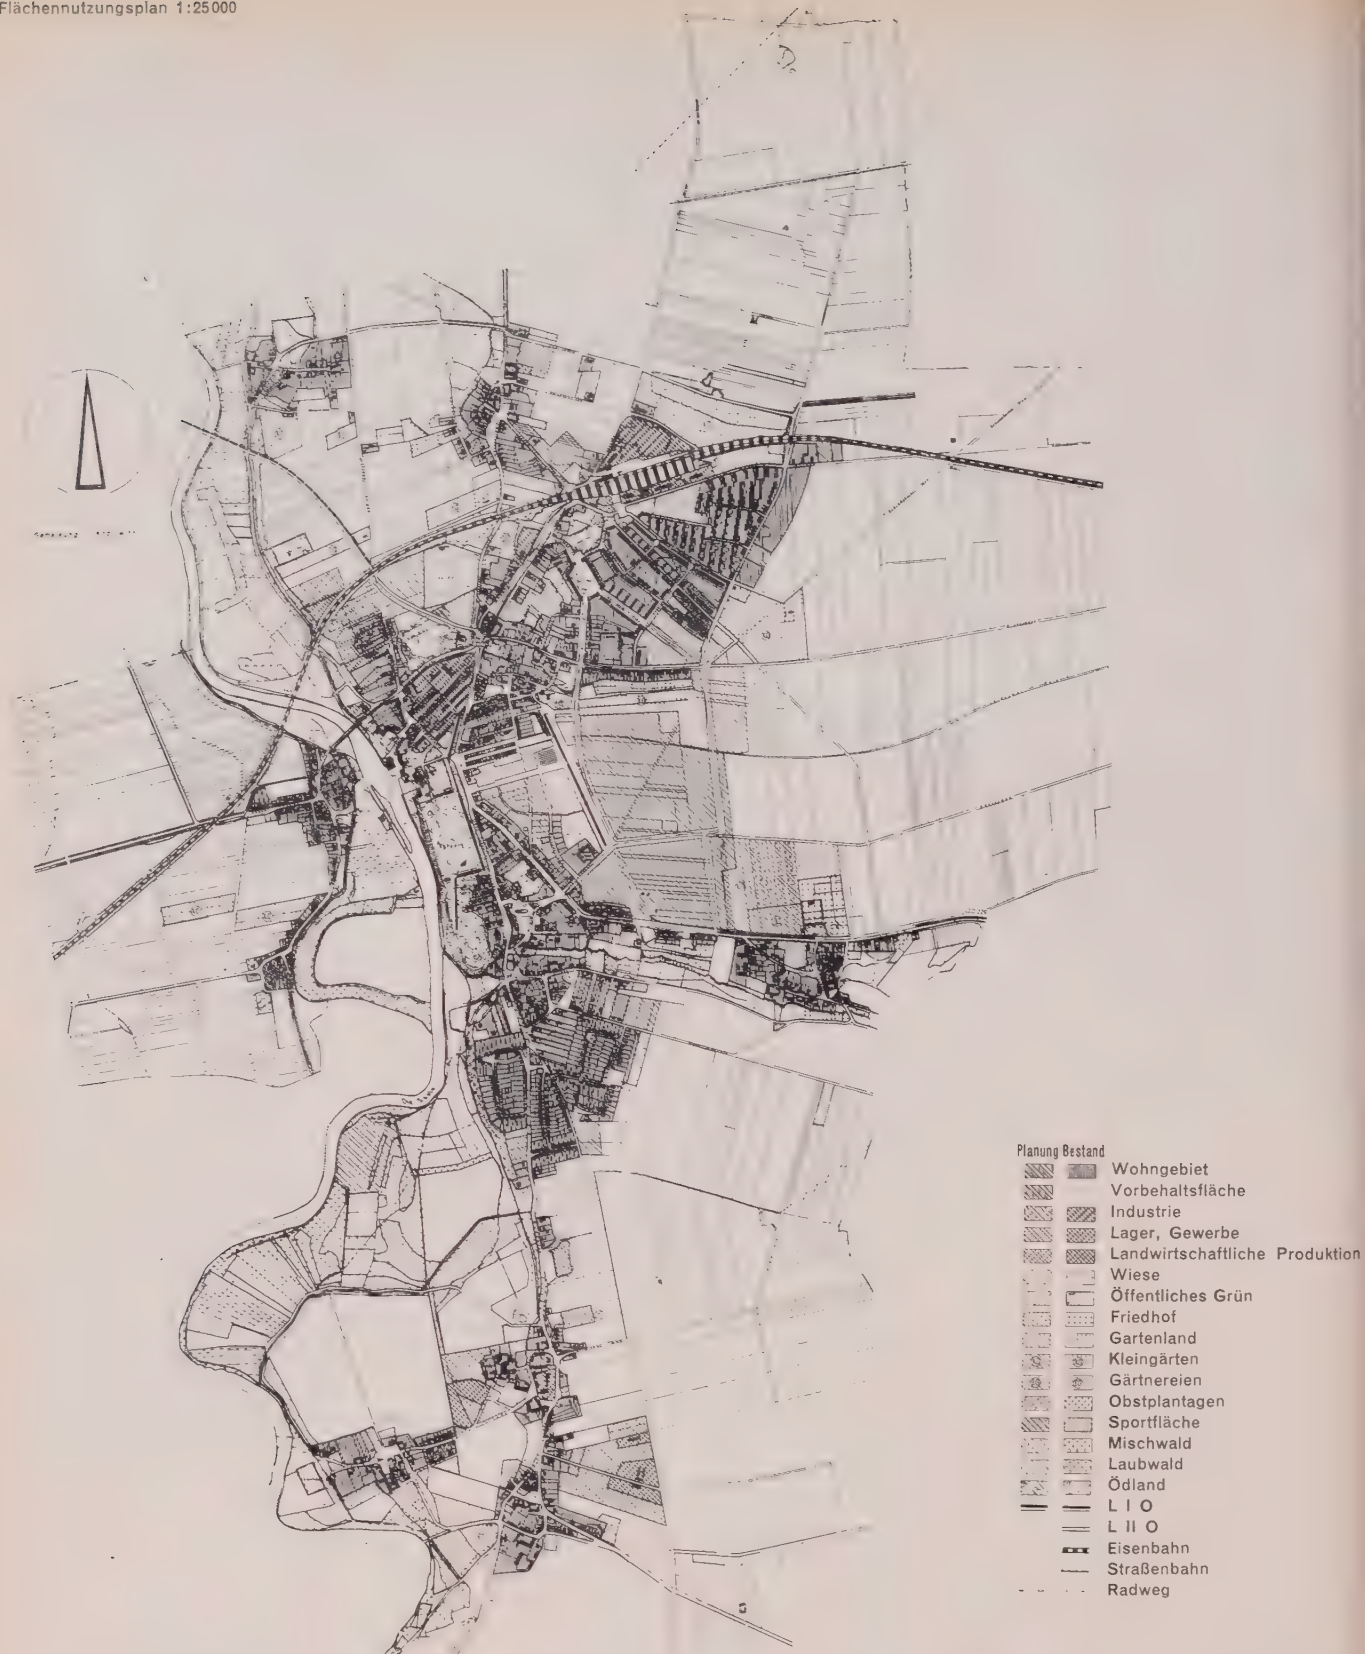 Flächennutzungsplan 1:25000
Planung Bestand
Wohngebiet
Vorbehaltsfläche
Industrie
Lager, Gewerbe
Landwirtschaftliche Produktion
Wiese
Öffentliches Grün
Friedhof
Gartenland
Kleingärten
Gärtnereien
Obstplantagen
Sportfläche
Mischwald
Laubwald
Ödland
L I O
L II O
Eisenbahn
Straßenbahn
Radweg